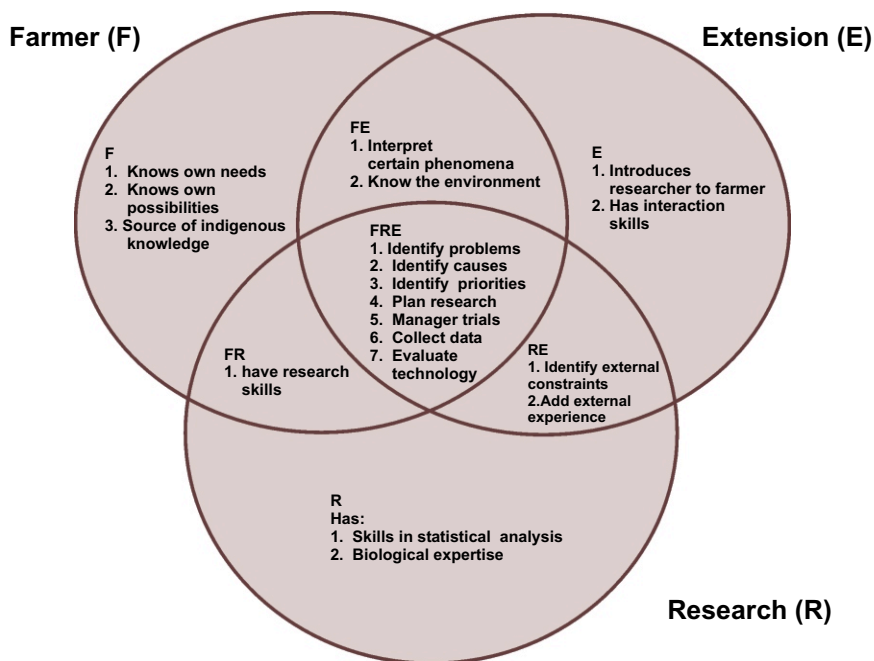 Farmer (F)
Extension (E)
F
1. Knows own needs
2. Knows own
possibilities
3. Source of indigenous
knowledge
FE
1. Interpret
certain phenomena
2. Know the environment
E
1. Introduces
researcher to farmer
2. Has interaction
skills
FRE
1. Identify problems
2. Identify causes
3. Identify priorities
4. Plan research
5. Manager trials
6. Collect data
7. Evaluate
technology
FR
1. have research
skills
RE
1. Identify external
constraints
2.Add external
experience
R
Has:
1. Skills in statistical analysis
2. Biological expertise
Research (R)